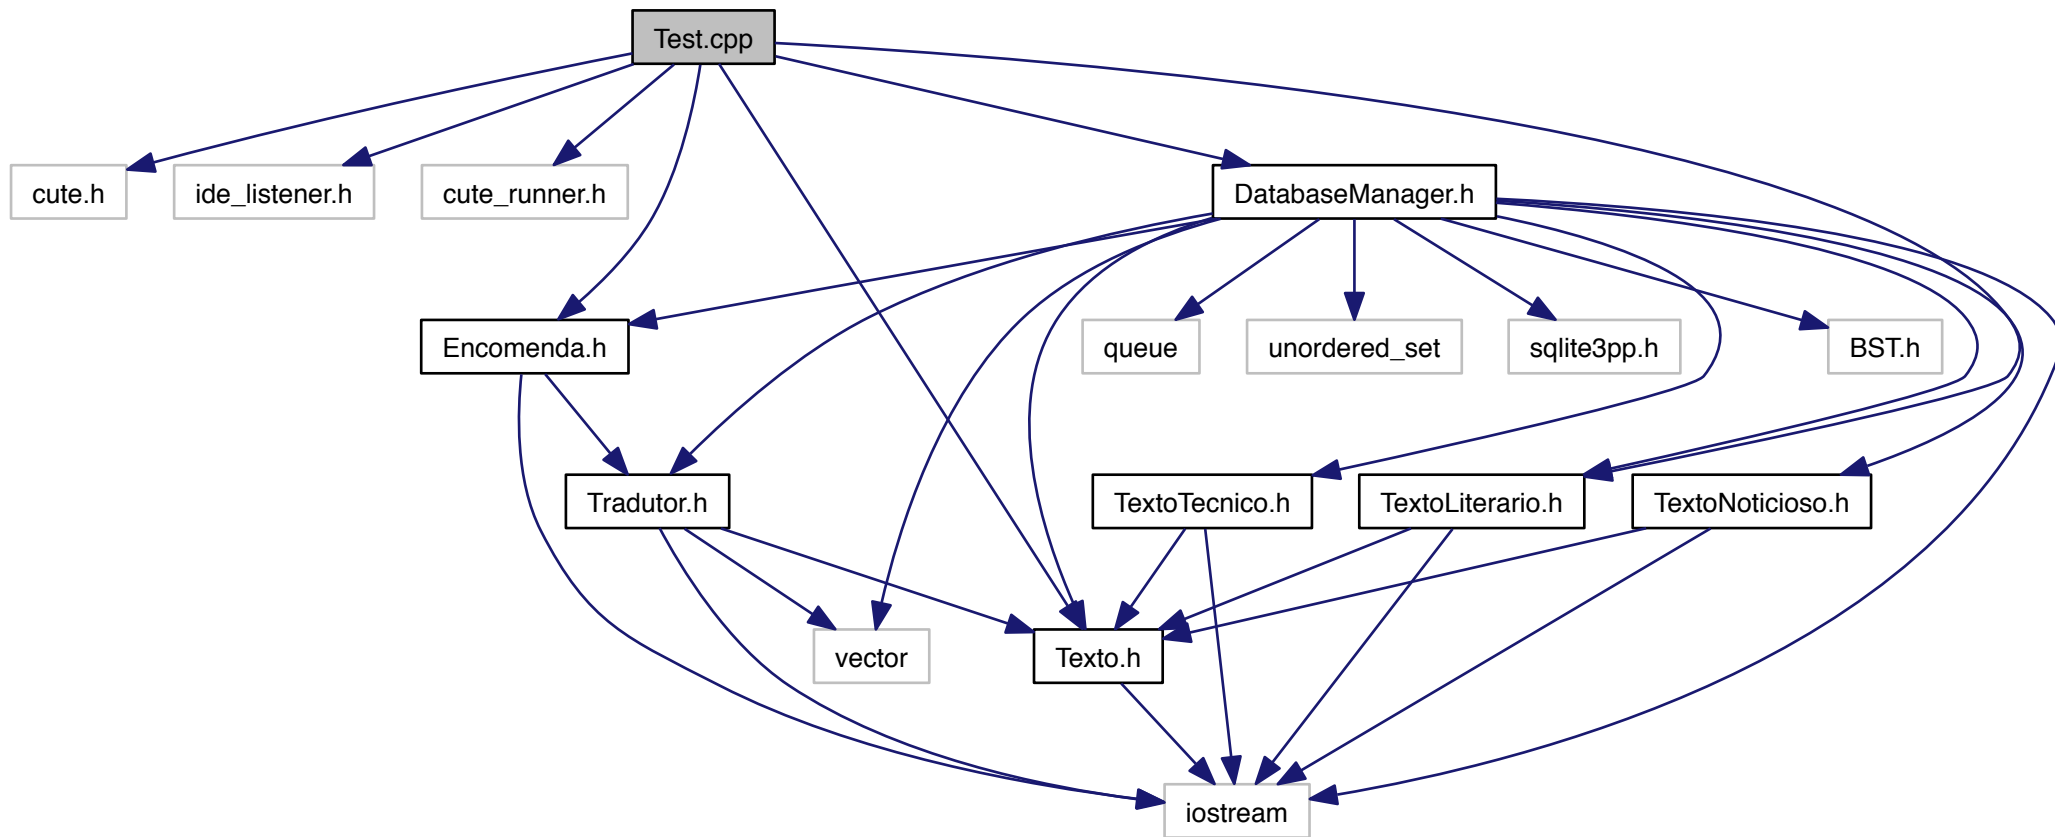 Test.cpp
cute.h
ide_listener.h
cute_runner.h
DatabaseManager.h
Encomenda.h
queue
unordered_set
sqlite3pp.h
BST.h
Tradutor.h
TextoTecnico.h
TextoLiterario.h
TextoNoticioso.h
vector
Texto.h
iostream